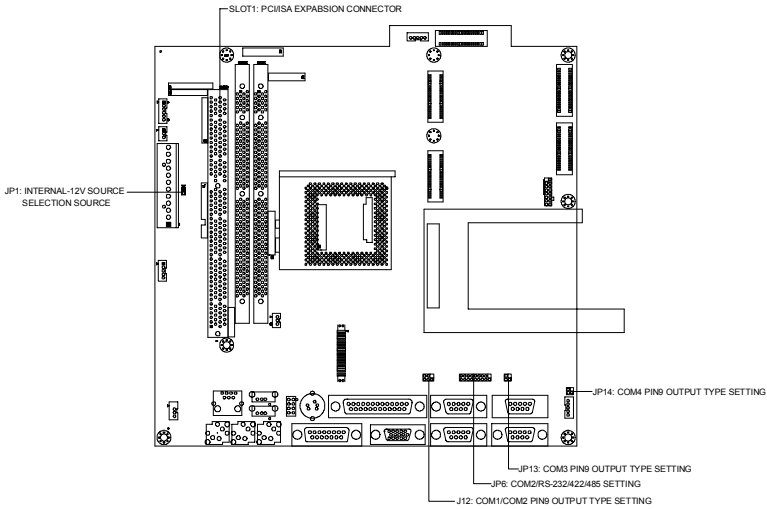 SLOT1: PCI/ISA EXPABSION CONNECTOR
JP1: INTERNAL-12V SOURCE
SELECTION SOURCE
JP14: COM4 PIN9 OUTPUT TYPE SETTING
JP13: COM3 PIN9 OUTPUT TYPE SETTING
JP6: COM2/RS-232/422/485 SETTING
J12: COM1/COM2 PIN9 OUTPUT TYPE SETTING